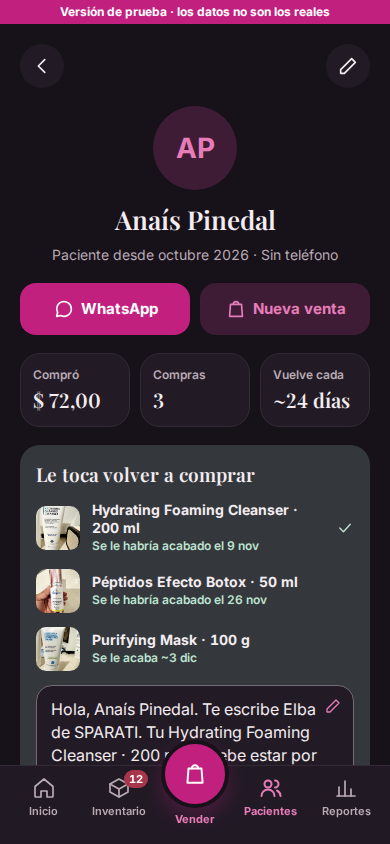 Versión de prueba · los datos no son los reales
AP
Anaís Pinedal
Paciente desde octubre 2026 · Sin teléfono
WhatsApp
Nueva venta
Compró
$ 72,00
Compras
3
Vuelve cada
~24 días
Le toca volver a comprar
Hydrating Foaming Cleanser ·
200 ml
Se le habría acabado el 9 nov
Péptidos Efecto Botox · 50 ml
Se le habría acabado el 26 nov
Purifying Mask · 100 g
Se le acaba ~3 dic
Hola, Anaís Pinedal. Te escribe Elba
de SPARATI. Tu Hydrating Foaming
Cleanser · 200 estar por
Inicio
12
Inventario
Vender
Pacientes
Reportes